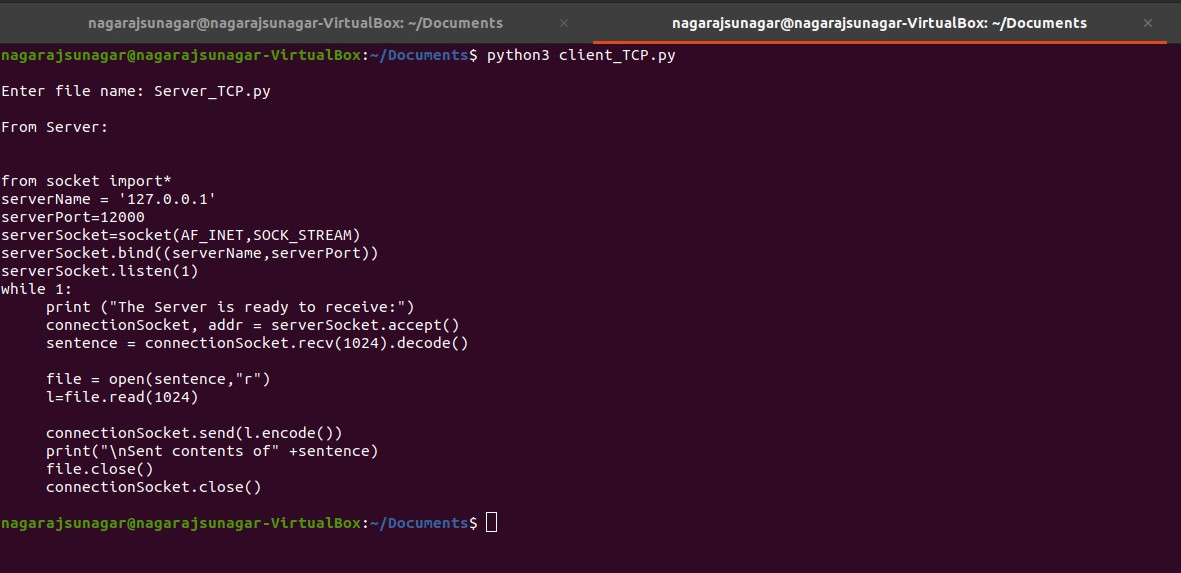 nagarajsunagar@nagarajsunagar-VirtualBox: ~/Documents
nagarajsunagar@nagarajsunagar-VirtualBox: ~/Documents
nagarajsunagar@nagarajsunagar-VirtualBox:~/Documents$ python3 client_TCP.py
Enter file name: Server_TCP.py
From Server:
from socket import*
serverName = '127.0.0.1'
serverPort=12000
serverSocket=socket(AF_INET,SOCK_STREAM)
serverSocket.bind((serverName,serverPort))
serverSocket.listen(1)
while 1:
     print ("The Server is ready to receive:")
     connectionSocket, addr = serverSocket.accept()
     sentence = connectionSocket.recv(1024).decode()
     file = open(sentence,"r")
     l=file.read(1024)
     connectionSocket.send(l.encode())
     print("\nSent contents of" +sentence)
     file.close()
     connectionSocket.close()
nagarajsunagar@nagarajsunagar-VirtualBox:~/Documents$